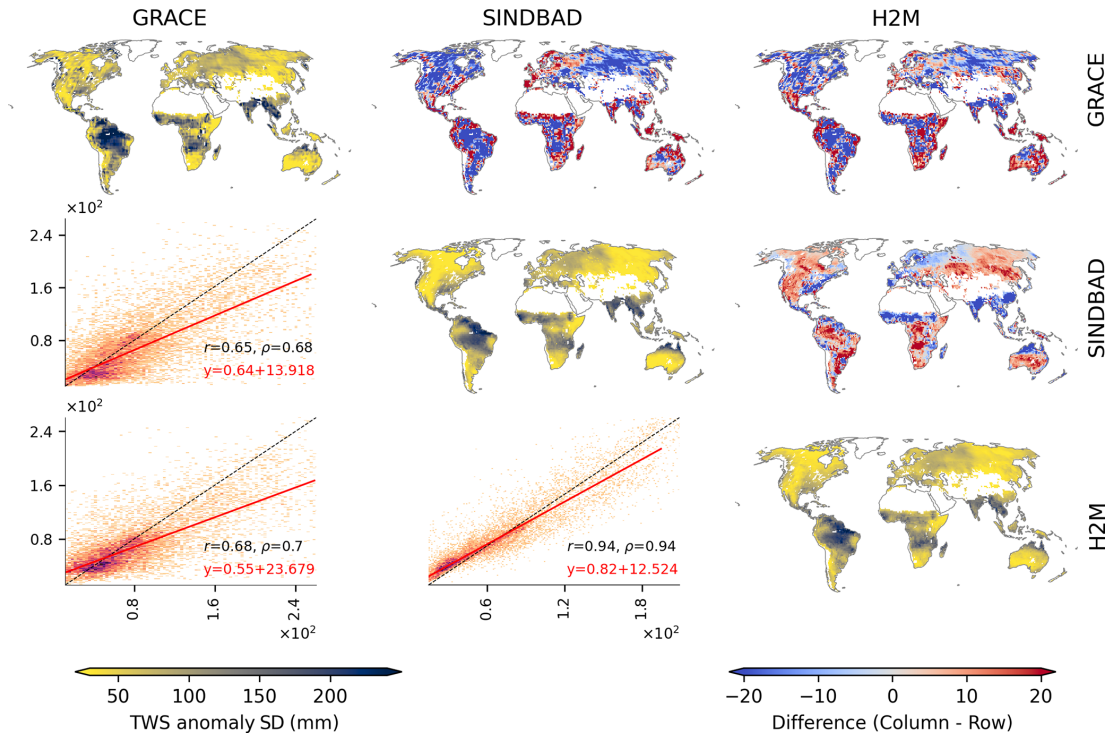 GRACE
SINDBAD
H2M
GRACE
×10²
2.4
1.6
0.8
r=0.65, ρ=0.68
y=0.64+13.918
SINDBAD
×10²
2.4
1.6
0.8
r=0.68, ρ=0.7
y=0.55+23.679
0.8
1.6
2.4
×10²
r=0.94, ρ=0.94
y=0.82+12.524
0.6
1.2
1.8
×10²
H2M
50
100
150
200
TWS anomaly SD (mm)
−20
−10
0
10
20
Difference (Column - Row)